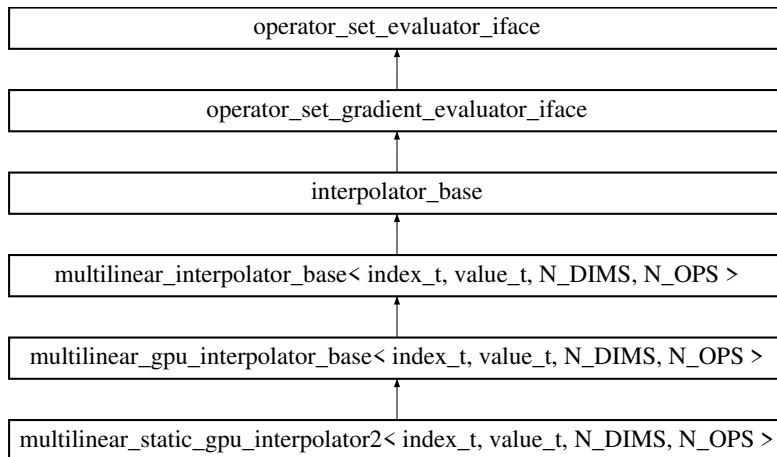 operator_set_evaluator_iface
operator_set_gradient_evaluator_iface
interpolator_base
multilinear_interpolator_base< index_t, value_t, N_DIMS, N_OPS >
multilinear_gpu_interpolator_base< index_t, value_t, N_DIMS, N_OPS >
multilinear_static_gpu_interpolator2< index_t, value_t, N_DIMS, N_OPS >